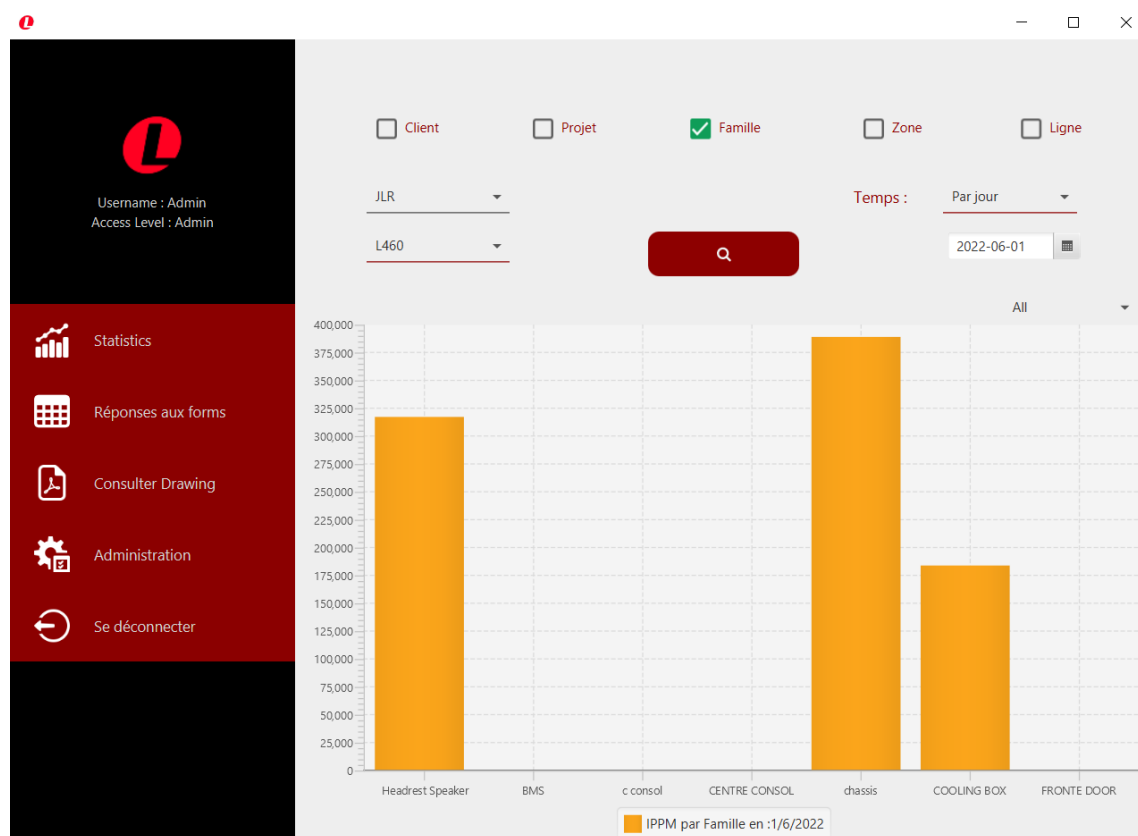 L
Username : Admin
Access Level : Admin
Statistics
Réponses aux forms
Consulter Drawing
Administration
Se déconnecter
Client
Projet
Famille
Zone
Ligne
JLR
Temps :
Par jour
L460
2022-06-01
All
400,000
375,000
350,000
325,000
300,000
275,000
250,000
225,000
200,000
175,000
150,000
125,000
100,000
75,000
50,000
25,000
0
Headrest Speaker
BMS
c consol
CENTRE CONSOL
chassis
COOLING BOX
FRONTE DOOR
IPPM par Famille en :1/6/2022